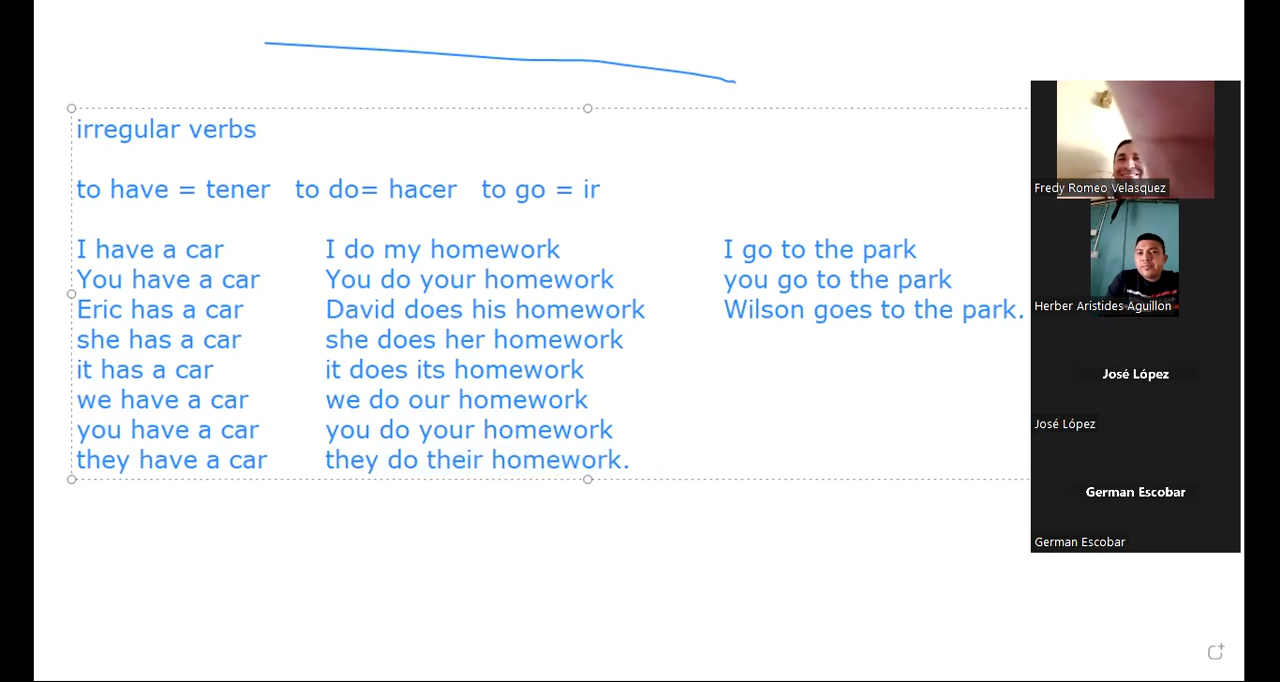 irregular verbs
to have = tener to do= hacer to go = ir
I have a car I do my homework I go to the park
You have a car You do your homework you go to the park
Eric has a car David does his homework Wilson goes to the park.
she has a car she does her homework
it has a car it does its homework
we have a car we do our homework
you have a car you do your homework
they have a car they do their homework.
Fredy Romeo Velasquez
Herber Aristides Aguillon
José López
José López
German Escobar
German Escobar